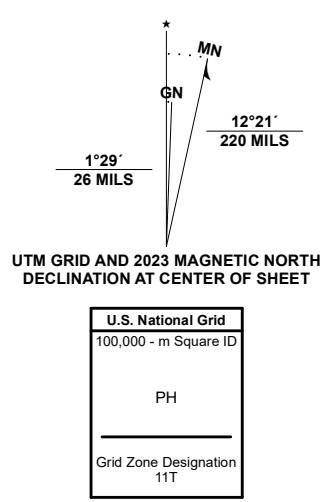 ★
MN
GN
12°21´
220 MILS
1°29´
26 MILS
UTM GRID AND 2023 MAGNETIC NORTH
DECLINATION AT CENTER OF SHEET
U.S. National Grid
100,000 - m Square ID
PH
Grid Zone Designation
11T